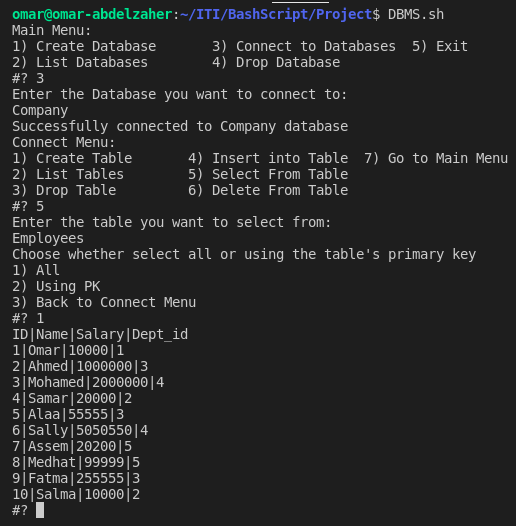 omar@omar-abdelzaher:~/ITI/BashScript/Project$ DBMS.sh
Main Menu:
1) Create Database       3) Connect to Databases  5) Exit
2) List Databases        4) Drop Database
#? 3
Enter the Database you want to connect to:
Company
Successfully connected to Company database
Connect Menu:
1) Create Table       4) Insert into Table  7) Go to Main Menu
2) List Tables        5) Select From Table
3) Drop Table         6) Delete From Table
#? 5
Enter the table you want to select from:
Employees
Choose whether select all or using the table's primary key
1) All
2) Using PK
3) Back to Connect Menu
#? 1
ID|Name|Salary|Dept_id
1|Omar|10000|1
2|Ahmed|1000000|3
3|Mohamed|2000000|4
4|Samar|20000|2
5|Alaa|55555|3
6|Sally|5050550|4
7|Assem|20200|5
8|Medhat|99999|5
9|Fatma|255555|3
10|Salma|10000|2
#?